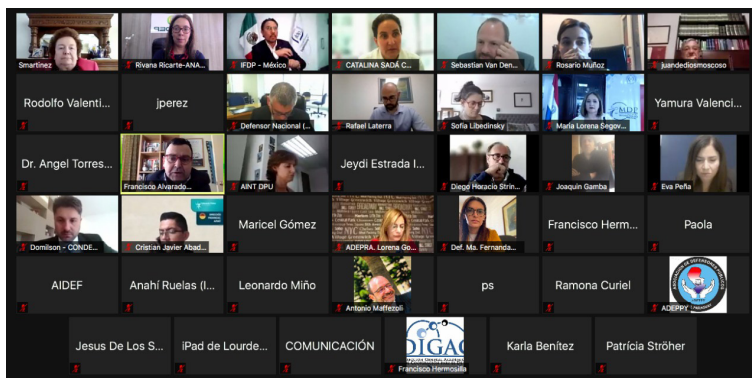 Smartinez
Rivana Ricarte-ANA...
IFDP - México
CATALINA SADÁ C...
Sebastian Van Den...
Rosario Muñoz
juandediosmoscoso
Rodolfo Valenti...
jperez
Defensor Nacional (...
Rafael Laterra
Sofia Libedinsky
MDP
María Lorena Segov...
Yamura Valenci...
Dr. Angel Torres...
Francisco Alvarado...
AINT DPU
Jeydi Estrada I...
Diego Horacio Strin...
Joaquin Gamba
Eva Peña
Domilson - CONDE...
Cristian Javier Abad...
Maricel Gómez
ADEPRA. Lorena Go...
Def. Ma. Fernanda...
Francisco Herm...
Paola
AIDEF
Anahí Ruelas (I...
Leonardo Miño
Antonio Maffezoli
ps
Ramona Curiel
ADEPPY
Jesus De Los S...
iPad de Lourde...
COMUNICACIÓN
DIGAC
Francisco Hermosilla
Karla Benítez
Patrícia Ströher